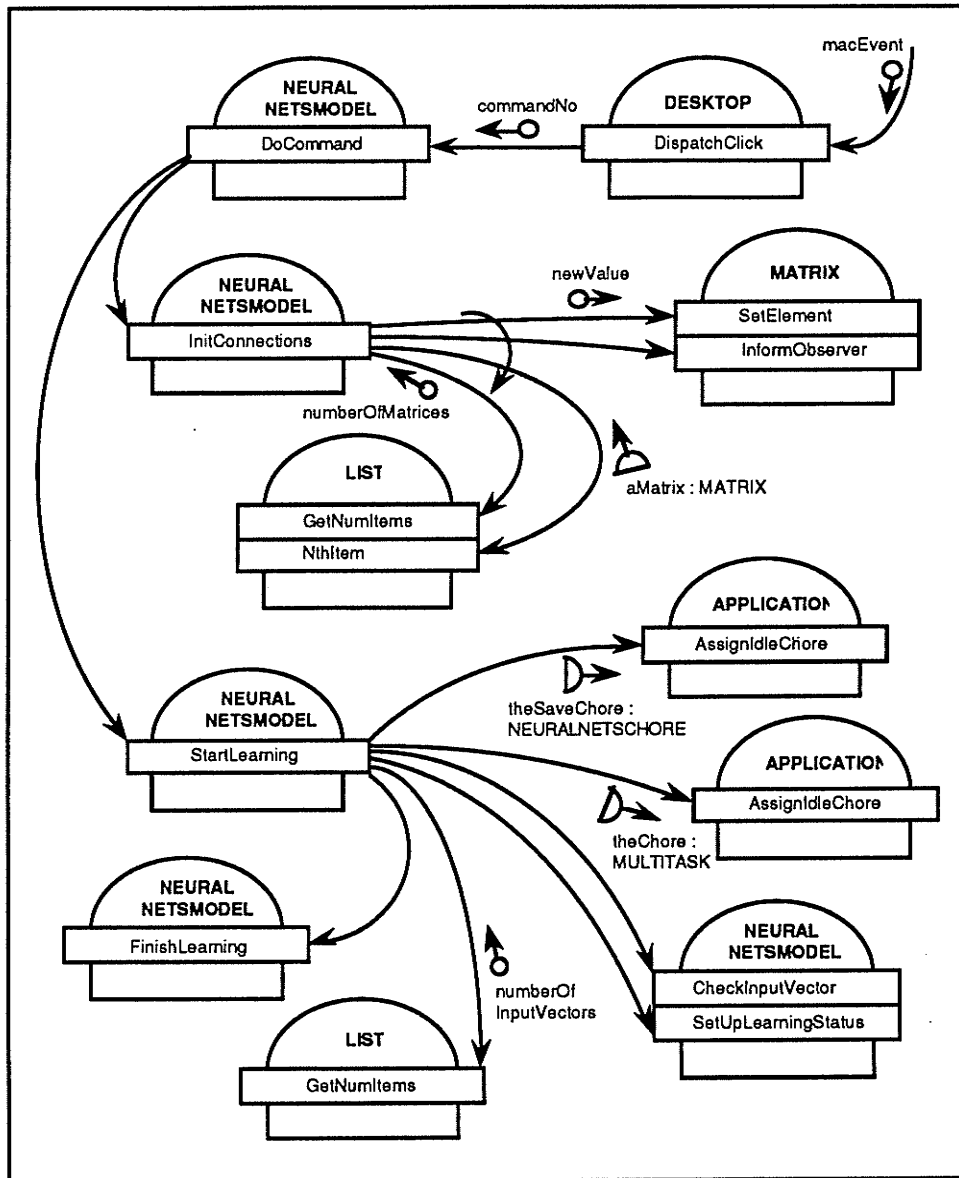 macEvent
NEURAL
NETSMODEL
DoCommand
commandNo
DESKTOP
DispatchClick
NEURAL
NETSMODEL
InitConnections
newValue
MATRIX
SetElement
InformObserver
numberOfMatrices
aMatrix : MATRIX
LIST
GetNumItems
NthItem
APPLICATION
AssignIdleChore
theSaveChore :
NEURALNETSCHORE
NEURAL
NETSMODEL
StartLearning
APPLICATION
AssignIdleChore
theChore :
MULTITASK
NEURAL
NETSMODEL
FinishLearning
NEURAL
NETSMODEL
CheckInputVector
SetUpLearningStatus
numberOf
InputVectors
LIST
GetNumItems